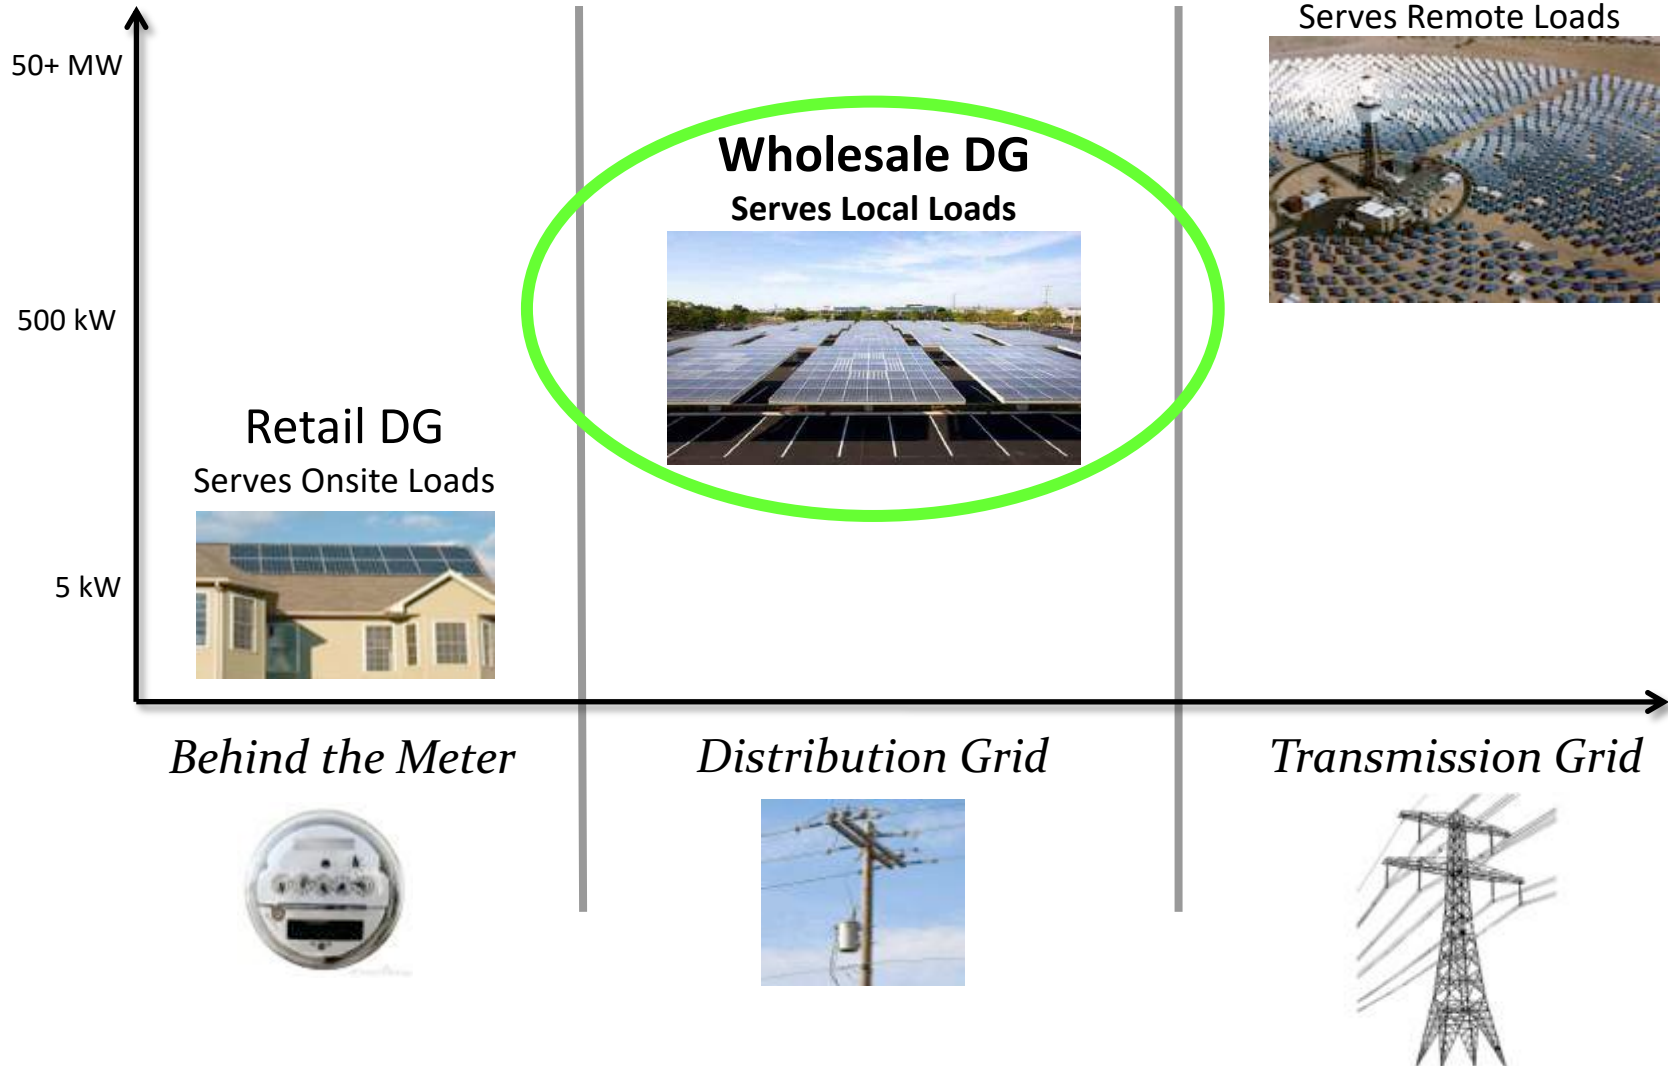 Serves Remote Loads
50+ MW
Wholesale DG
Serves Local Loads
500 kW
Retail DG
Serves Onsite Loads
5 kW
Behind the Meter
Distribution Grid
Transmission Grid